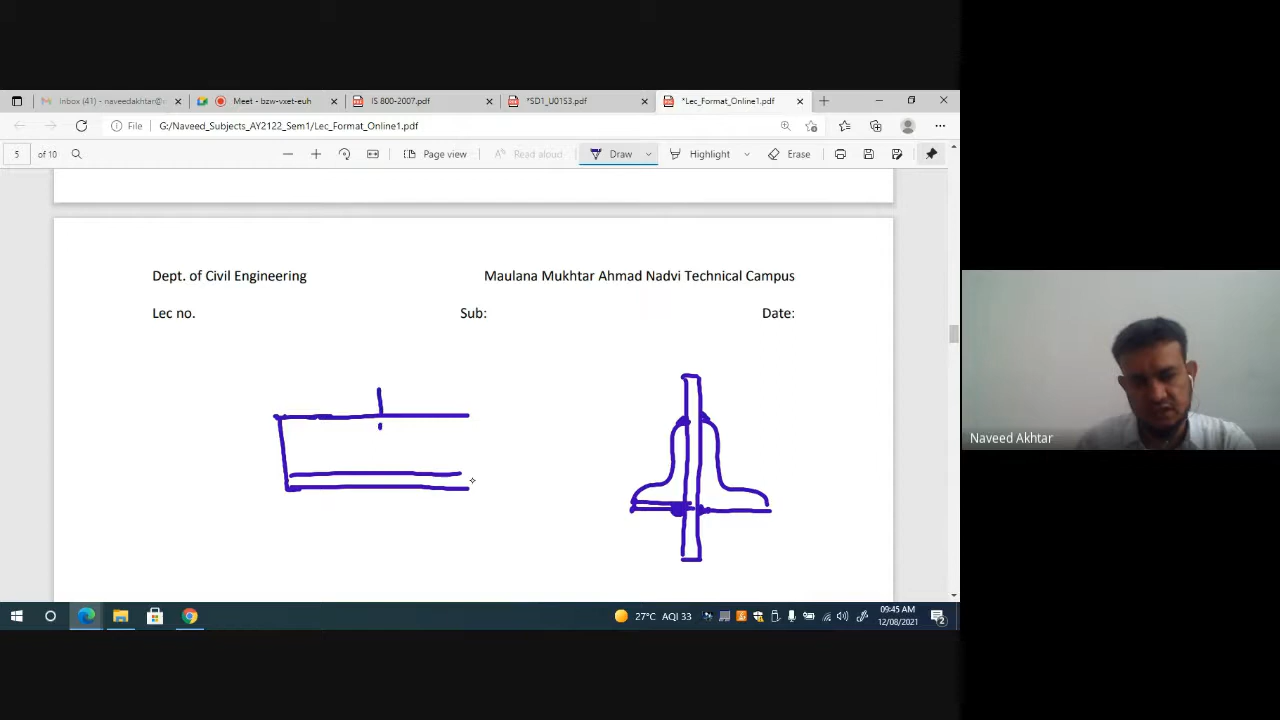 Inbox (41) - naveedakhtar@
Meet - bzw-vxet-euh
IS 800-2007.pdf
*SD1_U01S3.pdf
*Lec_Format_Online1.pdf
File
G:/Naveed_Subjects_AY2122_Sem1/Lec_Format_Online1.pdf
5
of 10
Page view
Read aloud
Draw
Highlight
Erase
Dept. of Civil Engineering
Maulana Mukhtar Ahmad Nadvi Technical Campus
Lec no.
Sub:
Date:
Naveed Akhtar
27°C AQI 33
09:45 AM
12/08/2021
2